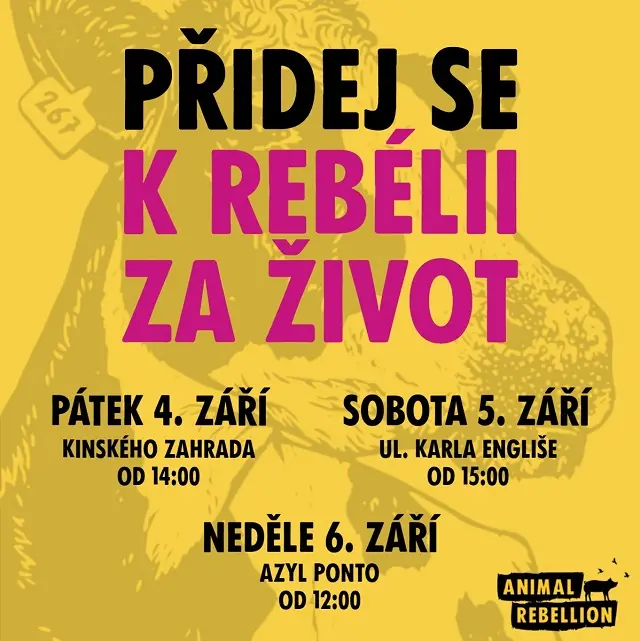 267
PŘIDEJ SE
K REBÉLII
ZA ŽIVOT
PÁTEK 4. ZÁŘÍ
KINSKÉHO ZAHRADA
OD 14:00
SOBOTA 5. ZÁŘÍ
UL. KARLA ENGLIŠE
OD 15:00
NEDĚLE 6. ZÁŘÍ
AZYL PONTO
OD 12:00
ANIMAL
REBELLION